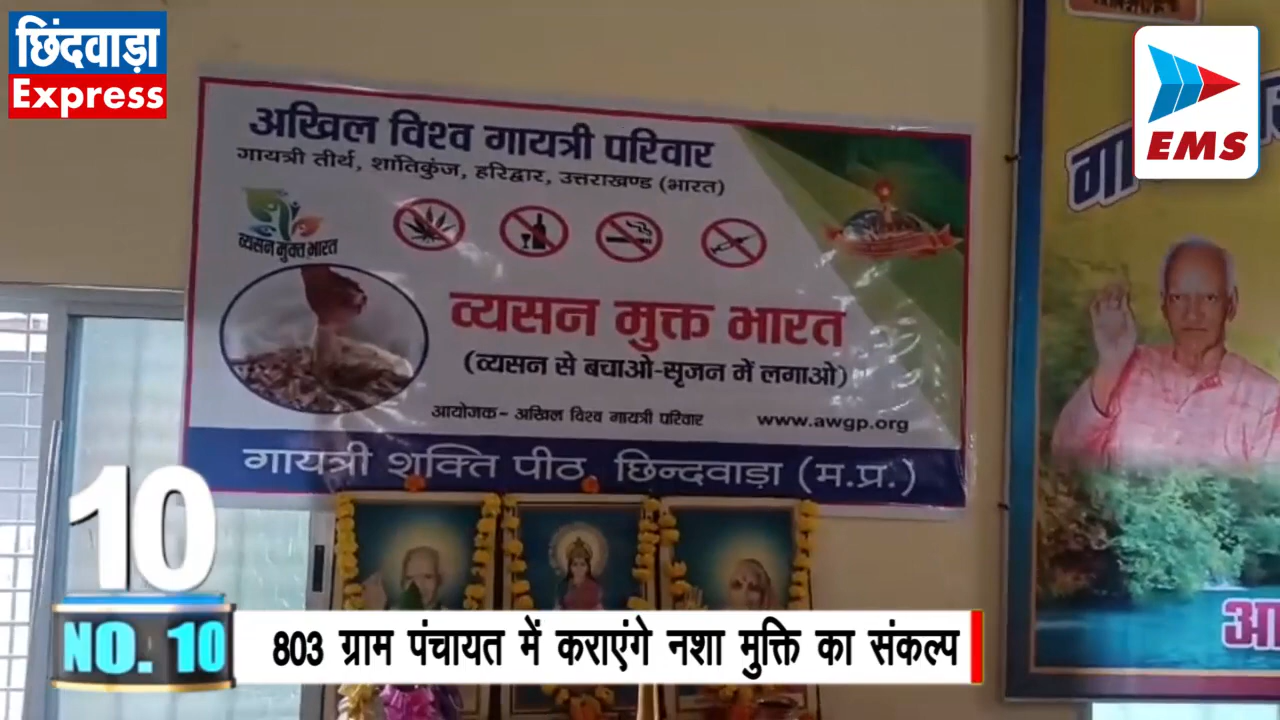 छिंदवाड़ा
Express
EMS
अखिल विश्व गायत्री परिवार
गायत्री तीर्थ, शांतिकुंज, हरिद्वार, उत्तराखण्ड (भारत)
व्यसन मुक्त भारत
व्यसन मुक्त भारत
(व्यसन से बचाओ-सृजन में लगाओ)
आयोजक- अखिल विश्व गायत्री परिवार
www.awgp.org
गायत्री शक्ति पीठ, छिन्दवाड़ा (म.प्र.)
10
NO. 10
803 ग्राम पंचायत में कराएंगे नशा मुक्ति का संकल्प